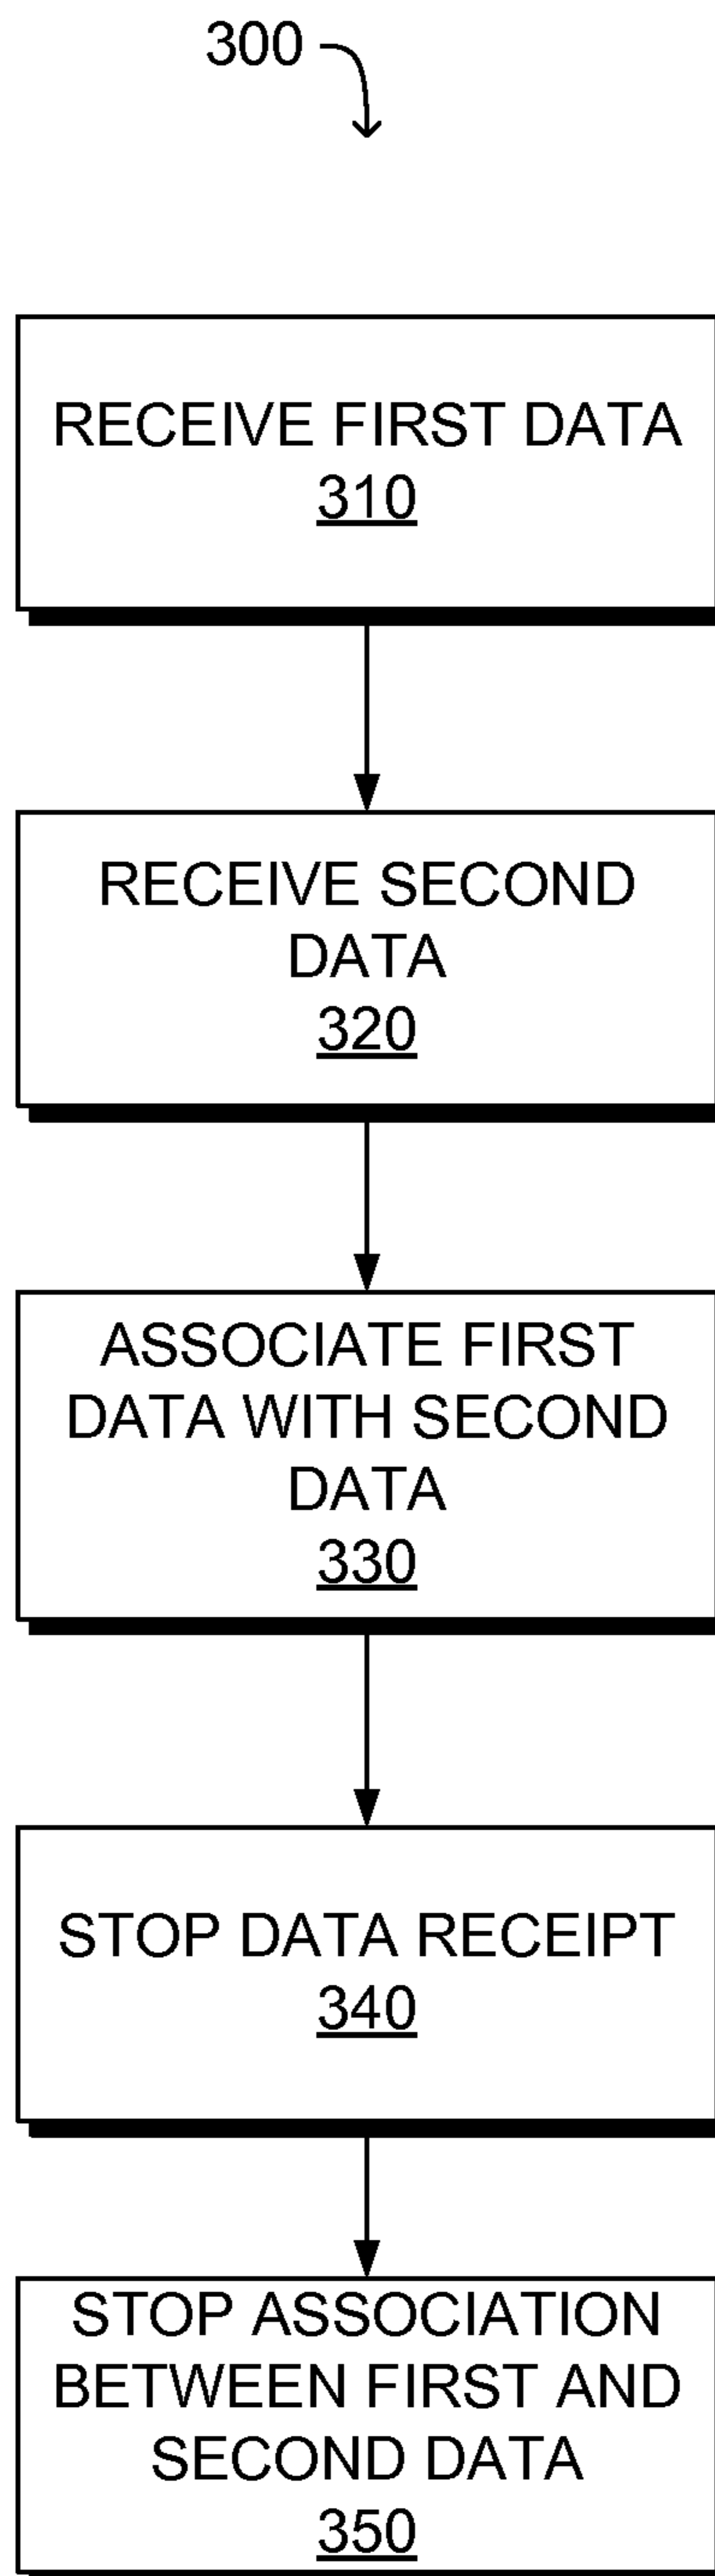 300
RECEIVE FIRST DATA
310
RECEIVE SECOND
DATA
320
ASSOCIATE FIRST
DATA WITH SECOND
DATA
330
STOP DATA RECEIPT
340
STOP ASSOCIATION
BETWEEN FIRST AND
SECOND DATA
350